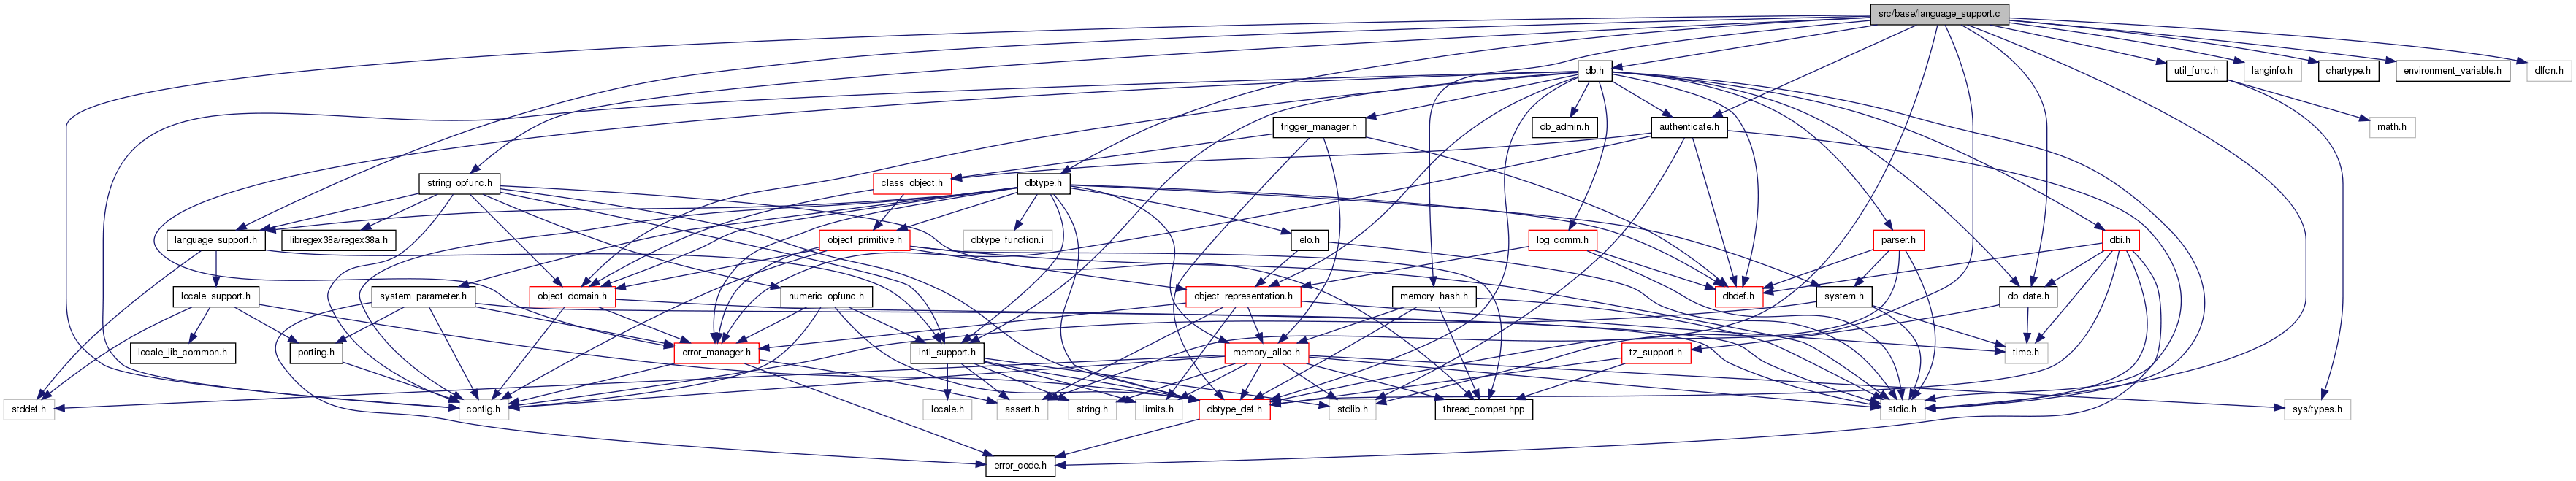 src/base/language_support.c
db.h
util_func.h
langinfo.h
chartype.h
environment_variable.h
dlfcn.h
trigger_manager.h
db_admin.h
authenticate.h
math.h
string_opfunc.h
class_object.h
dbtype.h
language_support.h
libregex38a/regex38a.h
object_primitive.h
dbtype_function.i
elo.h
log_comm.h
parser.h
dbi.h
locale_support.h
system_parameter.h
object_domain.h
numeric_opfunc.h
object_representation.h
memory_hash.h
dbdef.h
system.h
db_date.h
locale_lib_common.h
porting.h
error_manager.h
intl_support.h
memory_alloc.h
tz_support.h
time.h
stddef.h
config.h
locale.h
assert.h
string.h
limits.h
dbtype_def.h
stdlib.h
thread_compat.hpp
stdio.h
sys/types.h
error_code.h